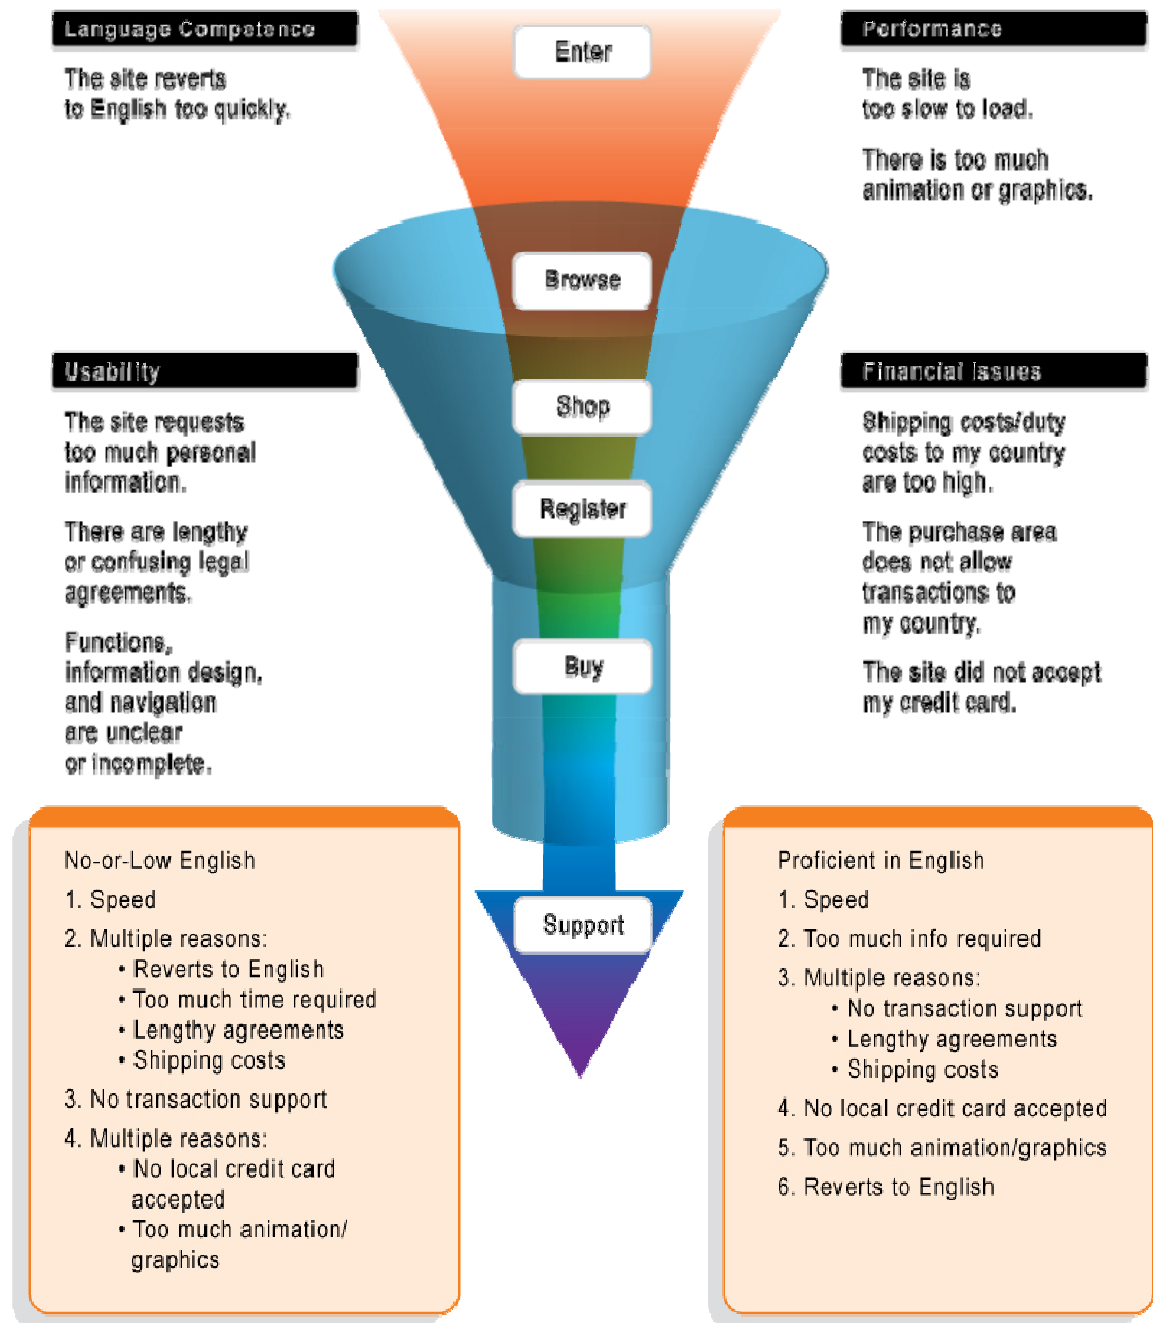 Language Competence
The site reverts
to English too quickly.
Enter
Performance
The site is
too slow to load.
There is too much
animation or graphics.
Browse
Shop
Register
Buy
Support
Usability
The site requests
too much personal
information.
There are lengthy
or confusing legal
agreements.
Functions,
information design,
and navigation
are unclear
or incomplete.
Financial Issues
Shipping costs/duty
costs to my country
are too high.
The purchase area
does not allow
transactions to
my country.
The site did not accept
my credit card.
No-or-Low English
1. Speed
2. Multiple reasons:
• Reverts to English
• Too much time required
• Lengthy agreements
• Shipping costs
3. No transaction support
4. Multiple reasons:
• No local credit card
accepted
• Too much animation/
graphics
Proficient in English
1. Speed
2. Too much info required
3. Multiple reasons:
• No transaction support
• Lengthy agreements
• Shipping costs
4. No local credit card accepted
5. Too much animation/graphics
6. Reverts to English